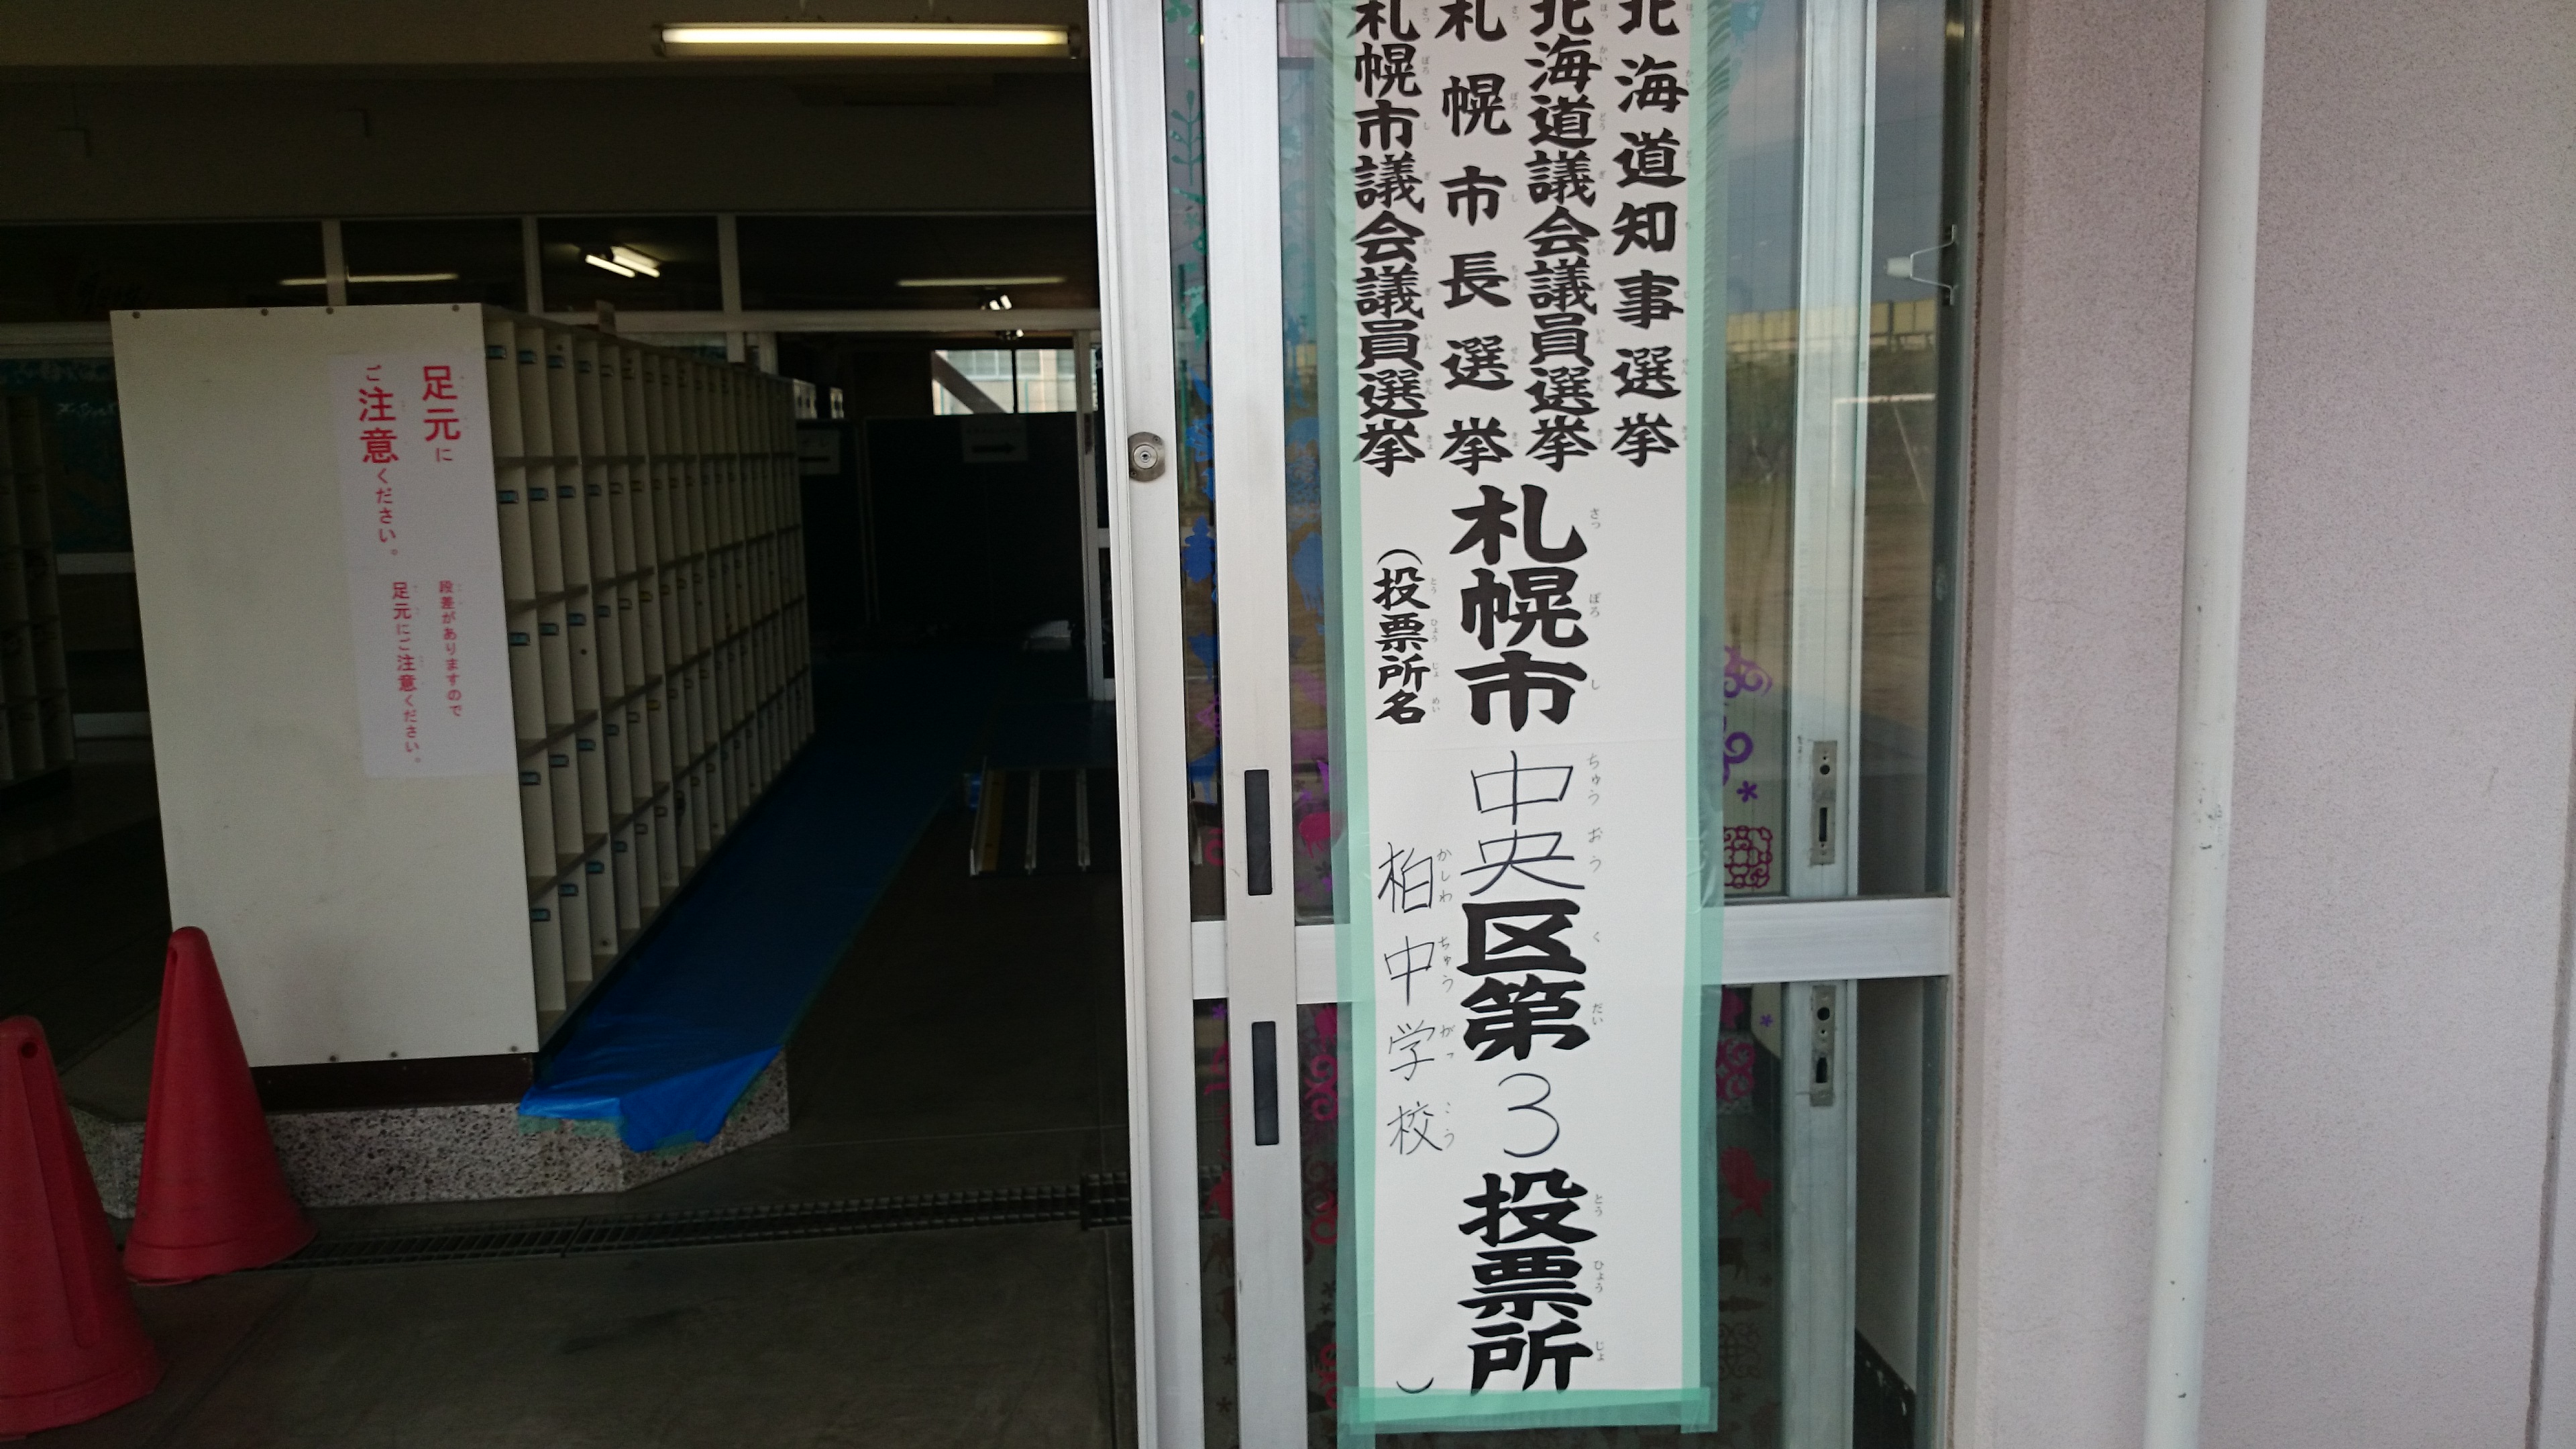 北海道知事選挙
北海道議会議員選挙
札幌市長選挙
札幌市議会議員選挙
札幌市中央区第3投票所
(投票所名 柏中学校)
足元に
ご注意ください。
段差がありますので
足元にご注意ください。